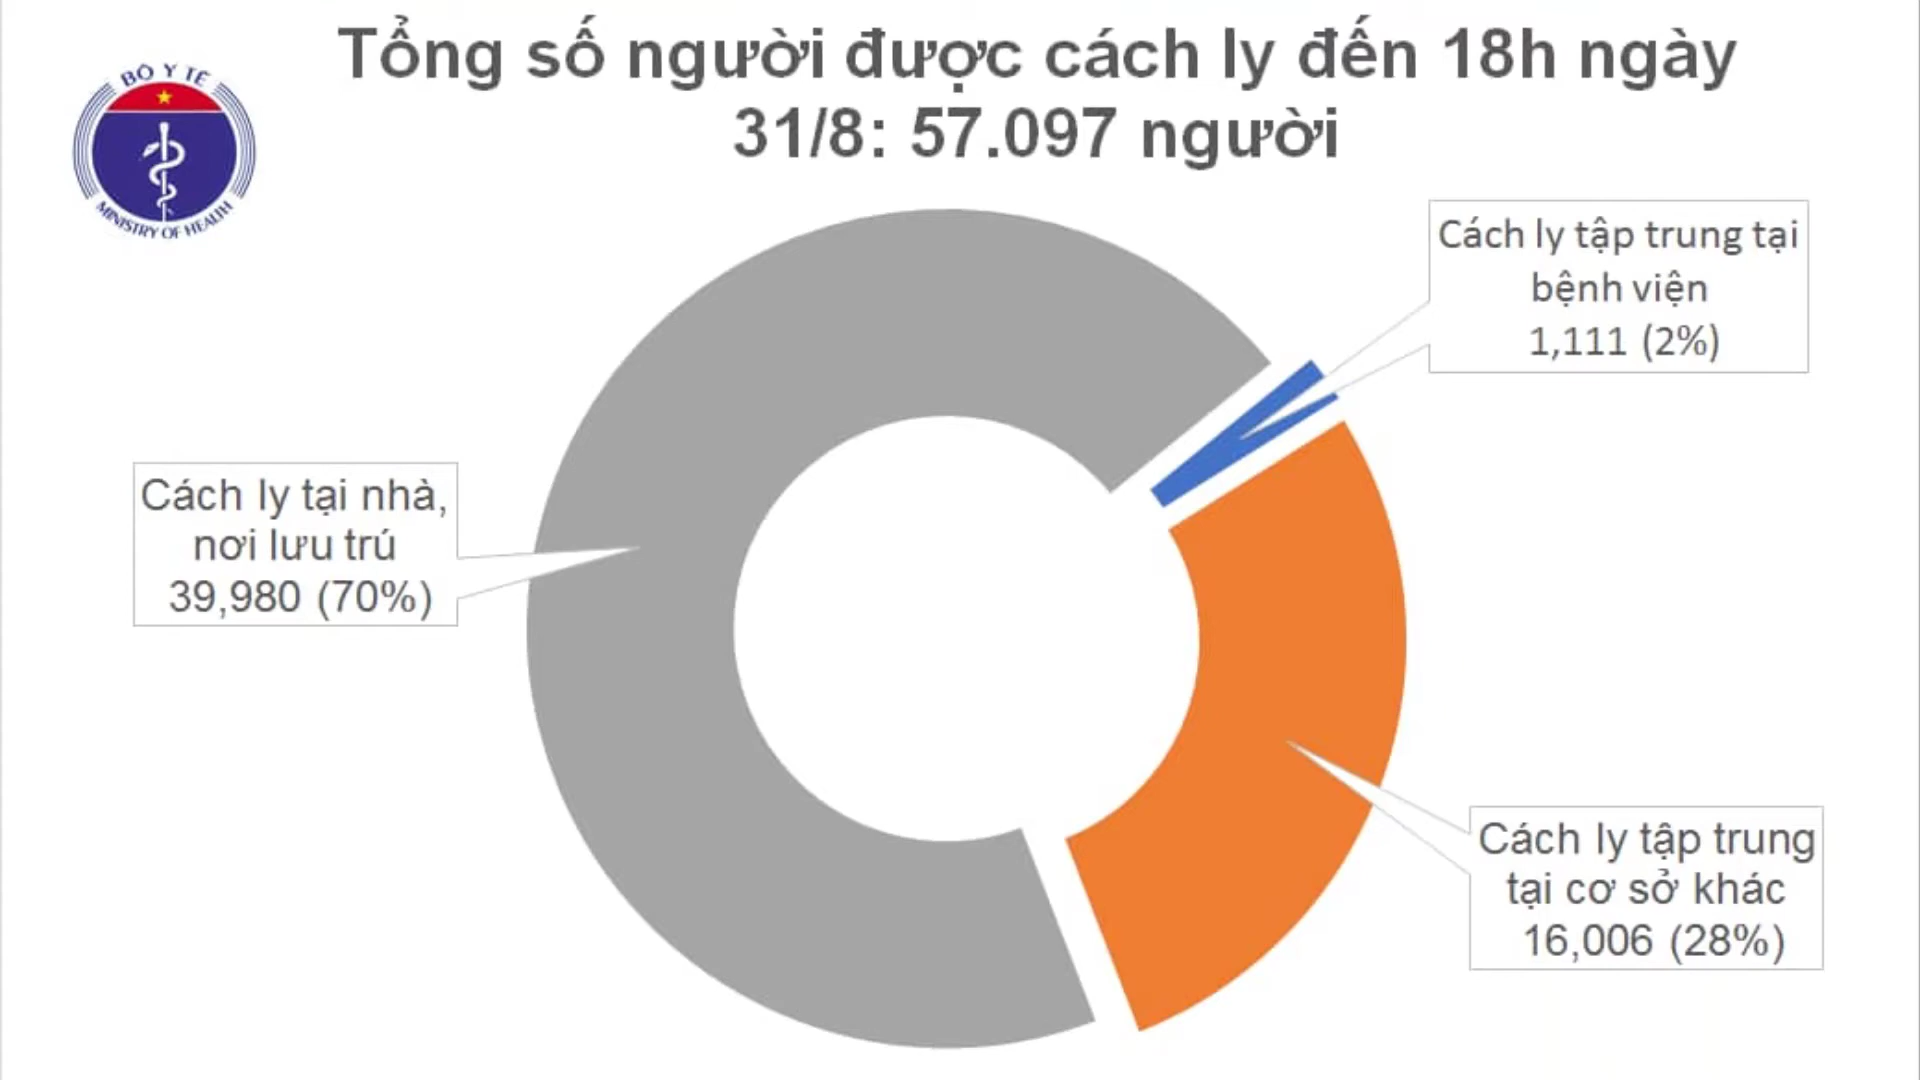 Tổng số người được cách ly đến 18h ngày
31/8: 57.097 người
BỘ Y TẾ
MINISTRY OF HEALTH
Cách ly tập trung tại
bệnh viện
1,111 (2%)
Cách ly tại nhà,
nơi lưu trú
39,980 (70%)
Cách ly tập trung
tại cơ sở khác
16,006 (28%)